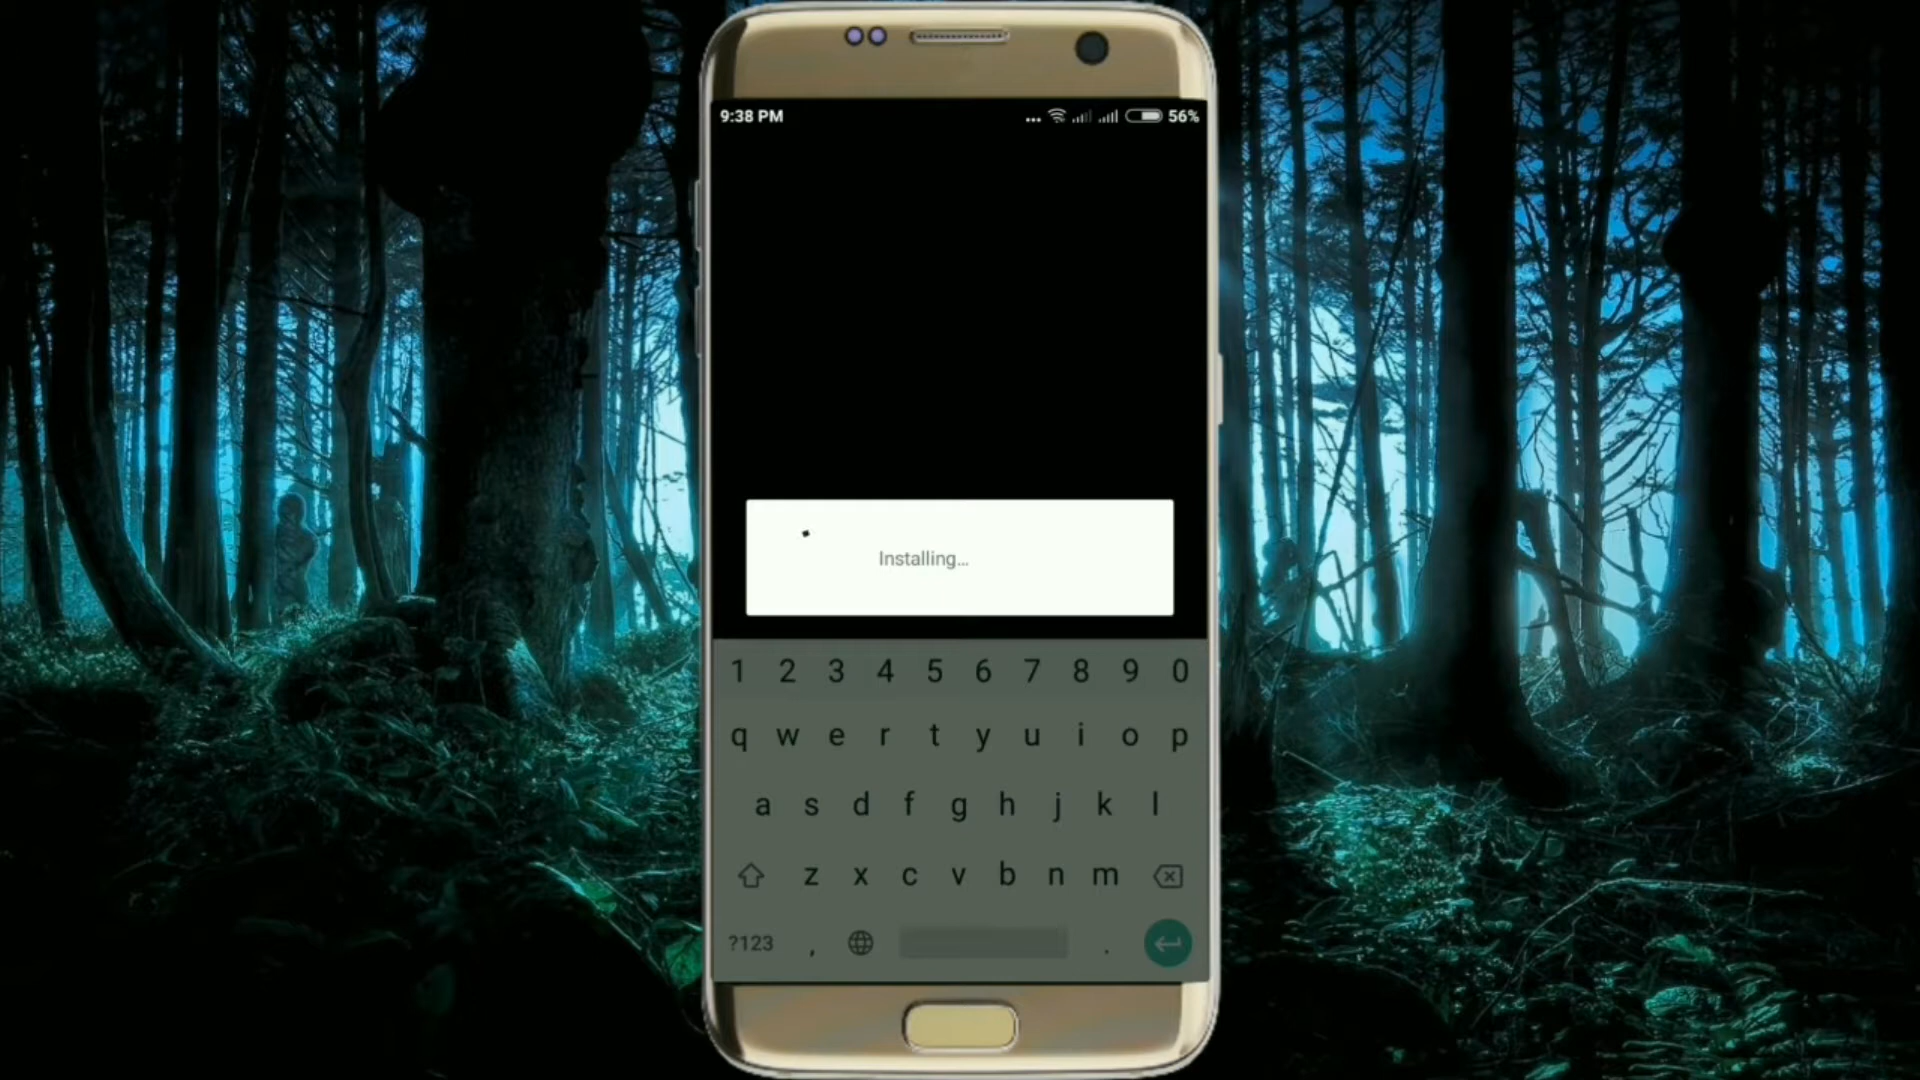 9:38 PM ... 56%
Installing...
1 2 3 4 5 6 7 8 9 0
q w e r t y u i o p
a s d f g h j k l
z x c v b n m
?123 , .